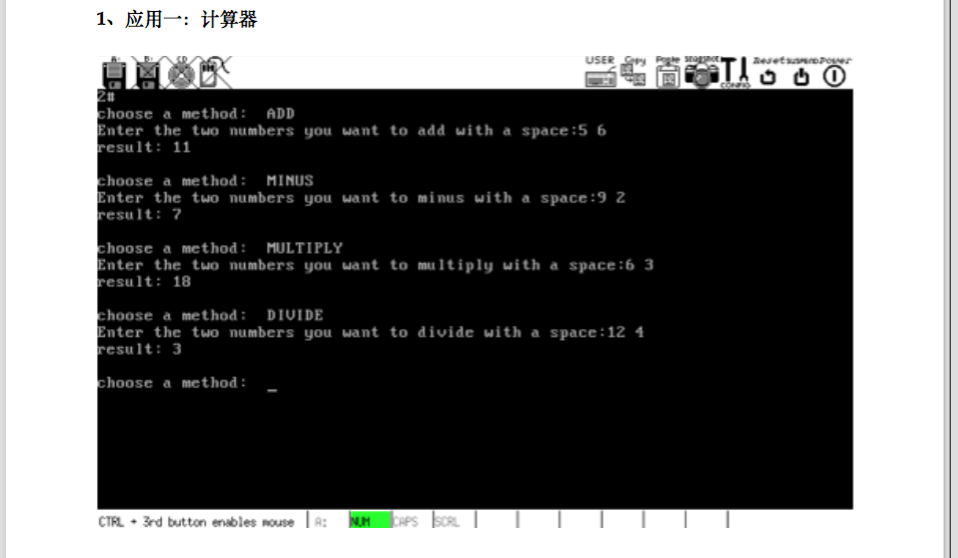 1、应用一：计算器
A: B: CD
USER Copy Paste snapshot CONFIG Reset suspend Power
2#
choose a method:  ADD
Enter the two numbers you want to add with a space:5 6
result: 11
choose a method:  MINUS
Enter the two numbers you want to minus with a space:9 2
result: 7
choose a method:  MULTIPLY
Enter the two numbers you want to multiply with a space:6 3
result: 18
choose a method:  DIVIDE
Enter the two numbers you want to divide with a space:12 4
result: 3
choose a method:  _
CTRL + 3rd button enables mouse A: NUM CAPS SCRL